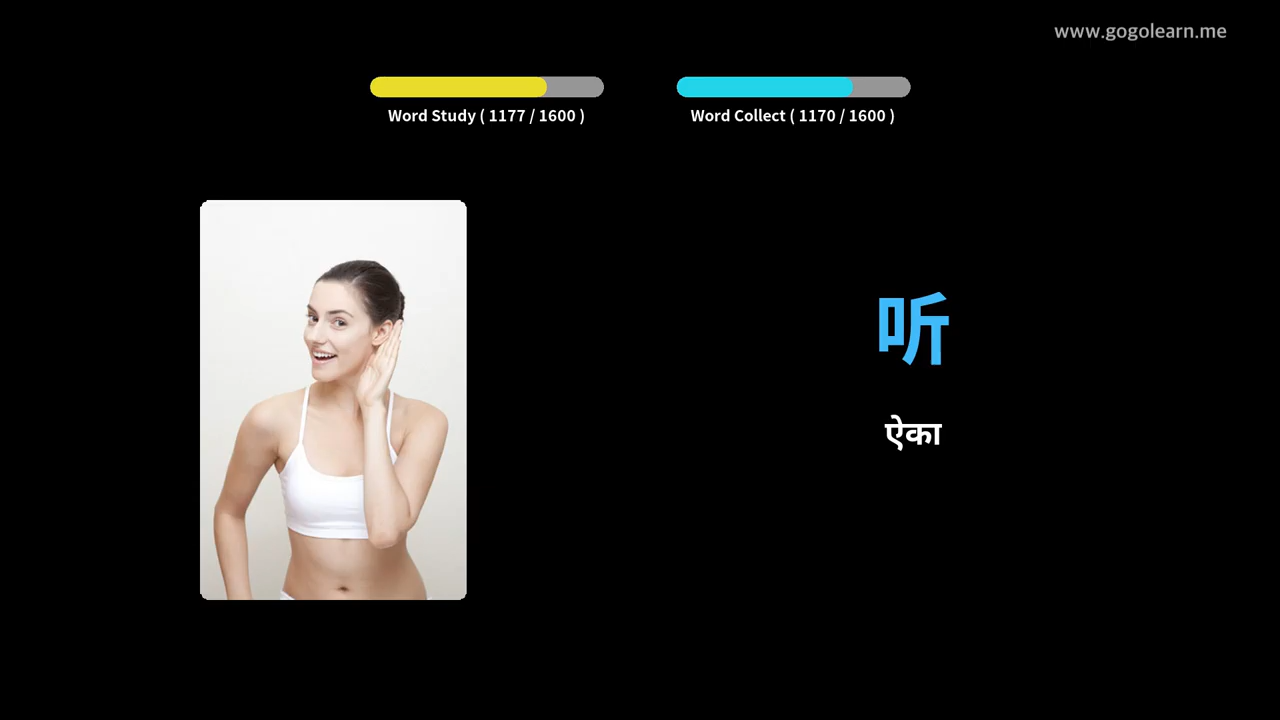 www.gogolearn.me
Word Study ( 1177 / 1600 )
Word Collect ( 1170 / 1600 )
听
ऐका